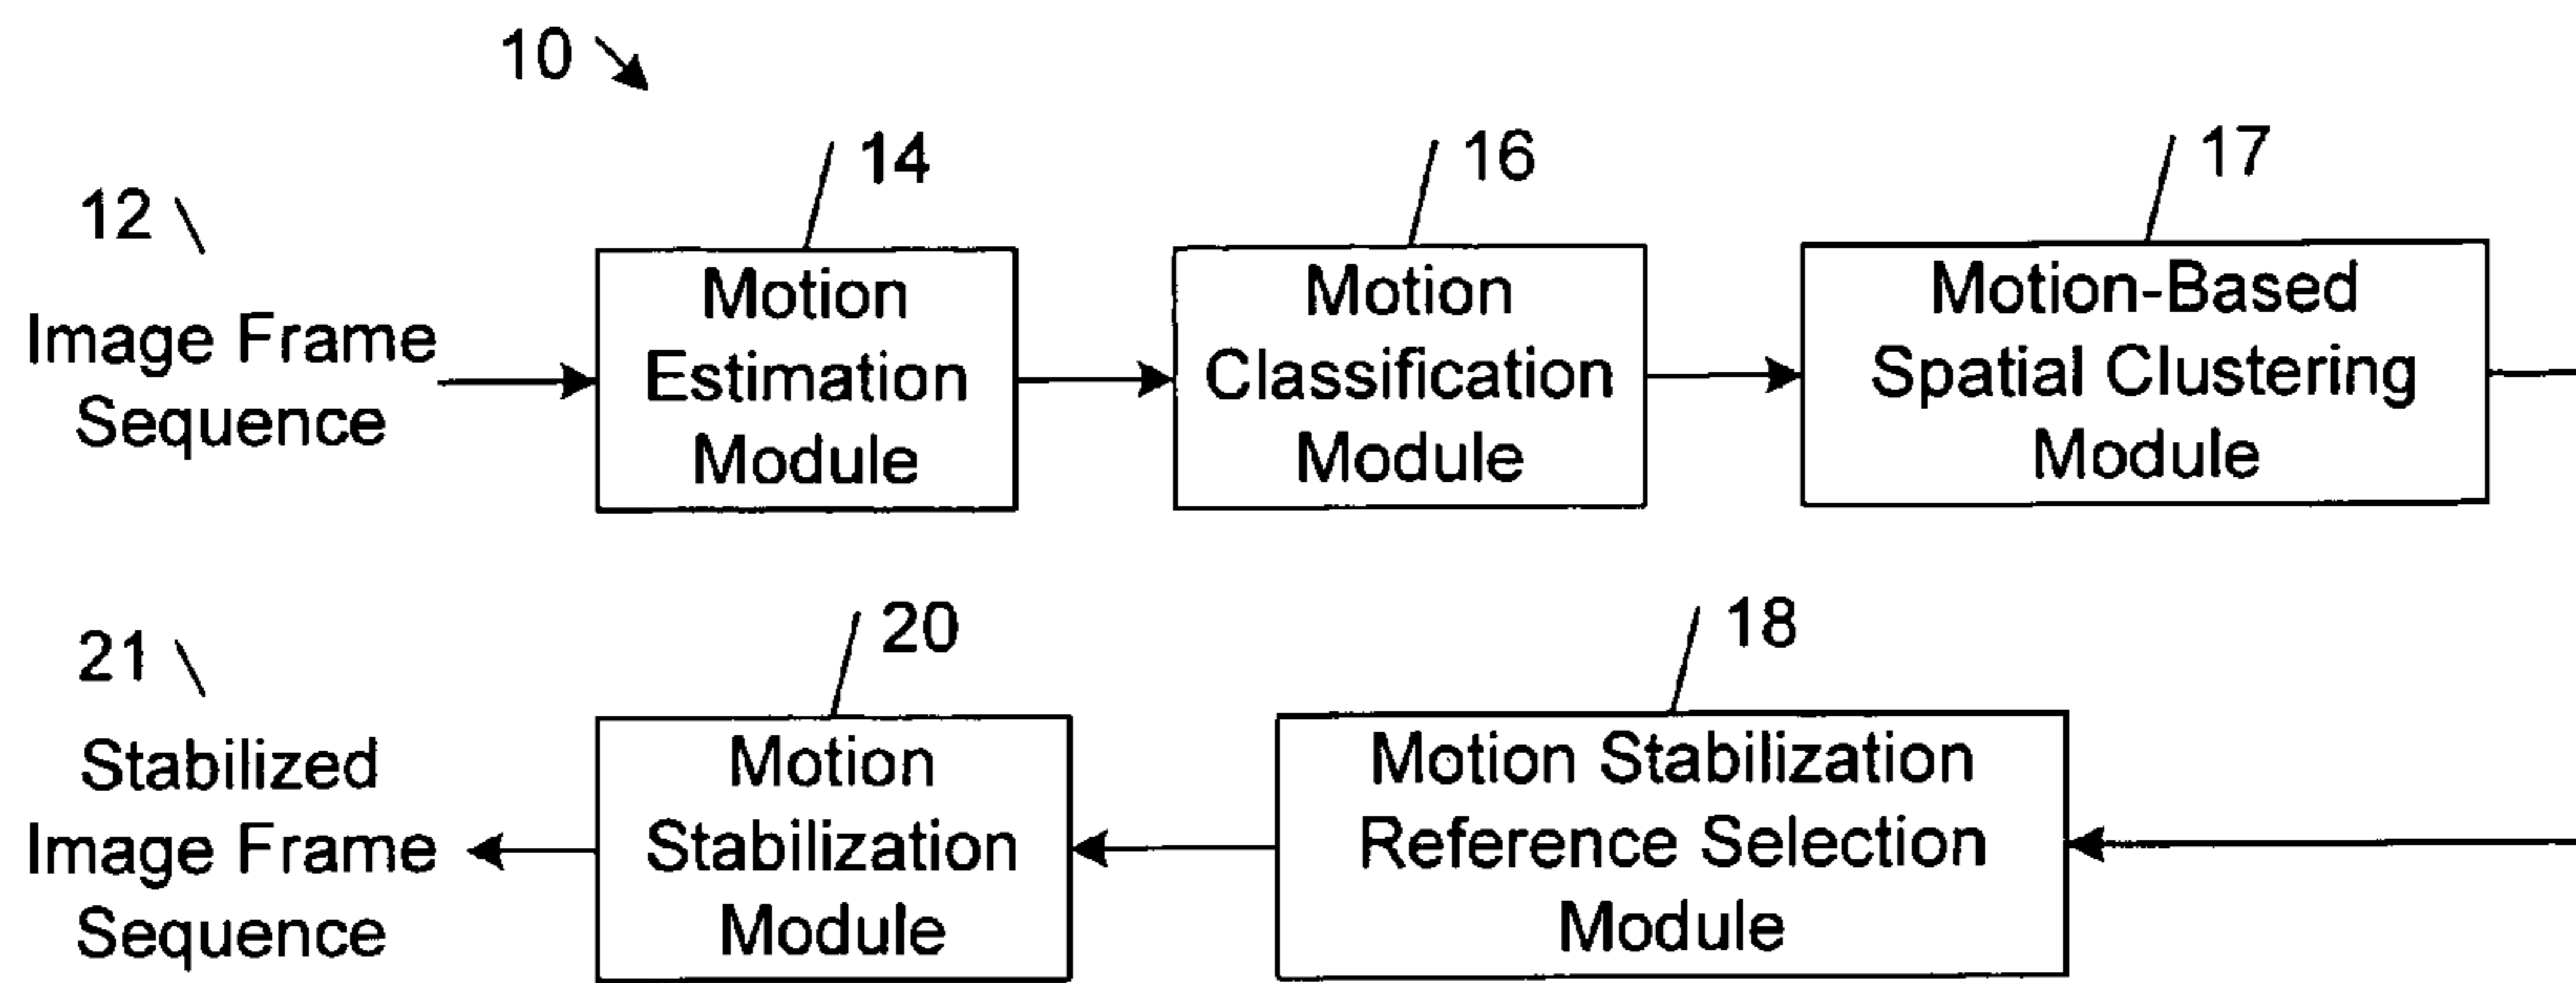 10
14
16
17
12
Image Frame
Sequence
Motion
Estimation
Module
Motion
Classification
Module
Motion-Based
Spatial Clustering
Module
21
20
18
Stabilized
Image Frame
Sequence
Motion
Stabilization
Module
Motion Stabilization
Reference Selection
Module